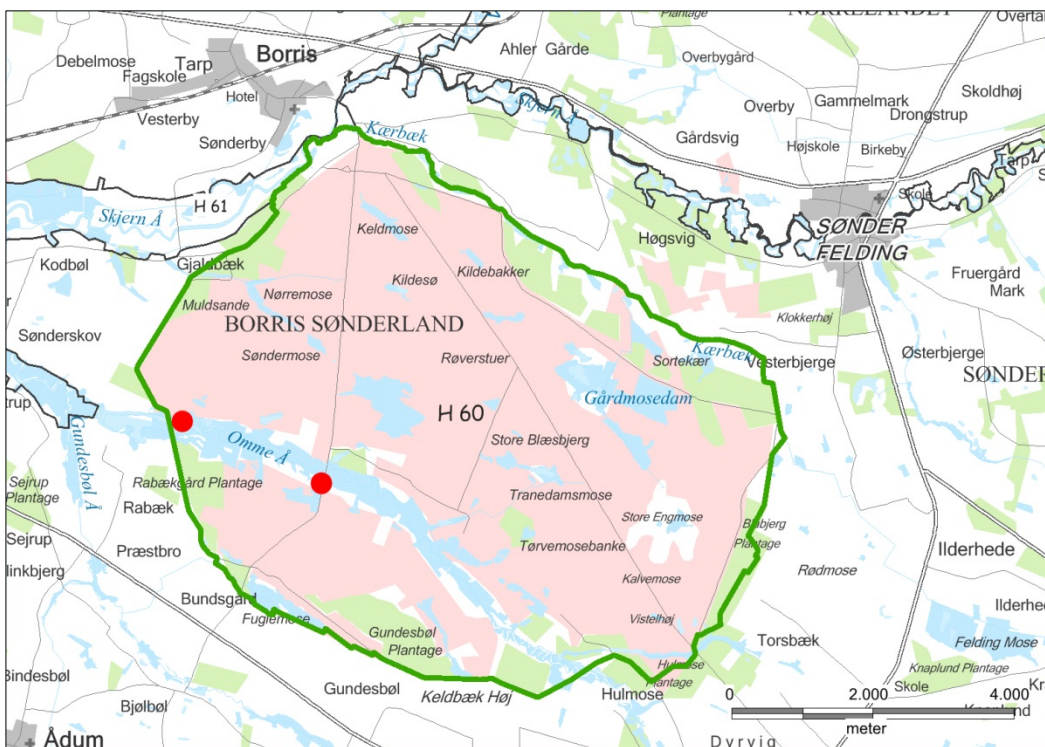 Plantage
NØRRELANDET
Overtar
Debelmose
Tarp
Borris
Ahler Gårde
Overbygård
Fagskole
Hotel
Vesterby
Sønderby
Kærbæk
Skjern Å
Overby
Gammelmark
Drongstrup
Skoldhøj
Gårdsvig
Højskole
Birkeby
Tarp
Skole
H 61
Skjern Å
SØNDER
FELDING
Kodbøl
Gjaldbæk
Keldmose
Høgsvig
Kildesø
Kildebakker
Fruergård
Mark
Muldsande
Nørremose
Klokkerhøj
BORRIS SØNDERLAND
Sønderskov
Søndermose
Røverstuer
Kærbæk
Sortekær
Vesterbjerge
Østerbjerge
SØNDER
Gårdmosedam
trup
H 60
Gundesbøl Å
Omme Å
Store Blæsbjerg
Sejrup
Plantage
Rabækgård Plantage
Rabæk
Tranedamsmose
Store Engmose
Blåbjerg
Plantage
Sejrup
Præstbro
Tørvemosebanke
Ilderhede
linkbjerg
Kalvemose
Rødmose
Bundsgård
Fuglemose
Vistelhøj
Ilderhe
Gundesbøl
Plantage
Torsbæk
Felding Mose
Hulmose
Plantage
Knaplund Plantage
Bindesbøl
Gundesbøl
Keldbæk Høj
Hulmose
Skole
Bjølbøl
0
2.000
4.000
meter
Ådum
Dyrvig